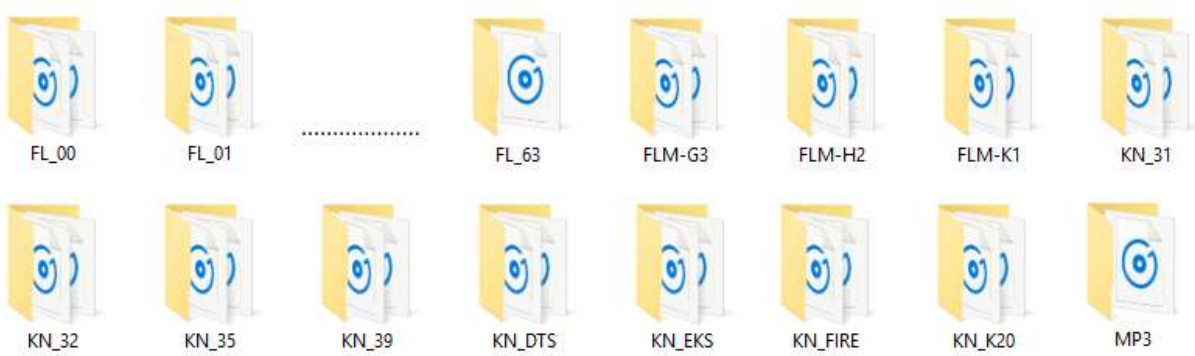 FL_00 FL_01 ................... FL_63 FLM-G3 FLM-H2 FLM-K1 KN_31
KN_32 KN_35 KN_39 KN_DTS KN_EKS KN_FIRE KN_K20 MP3